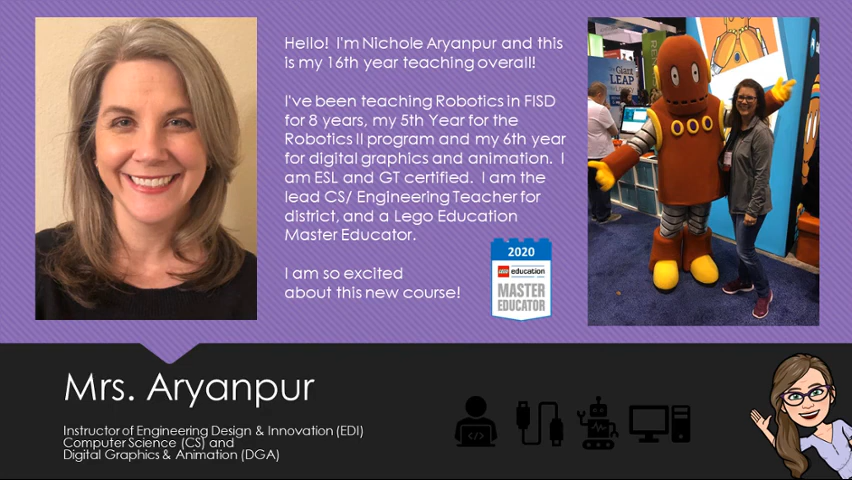 Hello! I'm Nichole Aryanpur and this
is my 16th year teaching overall!
I've been teaching Robotics in FISD
for 8 years, my 5th Year for the
Robotics II program and my 6th year
for digital graphics and animation. I
am ESL and GT certified. I am the
lead CS/ Engineering Teacher for
district, and a Lego Education
Master Educator.
I am so excited
about this new course!
2020
LEGO education
MASTER
EDUCATOR
The Giant
LEAP
Mrs. Aryanpur
Instructor of Engineering Design & Innovation (EDI)
Computer Science (CS) and
Digital Graphics & Animation (DGA)